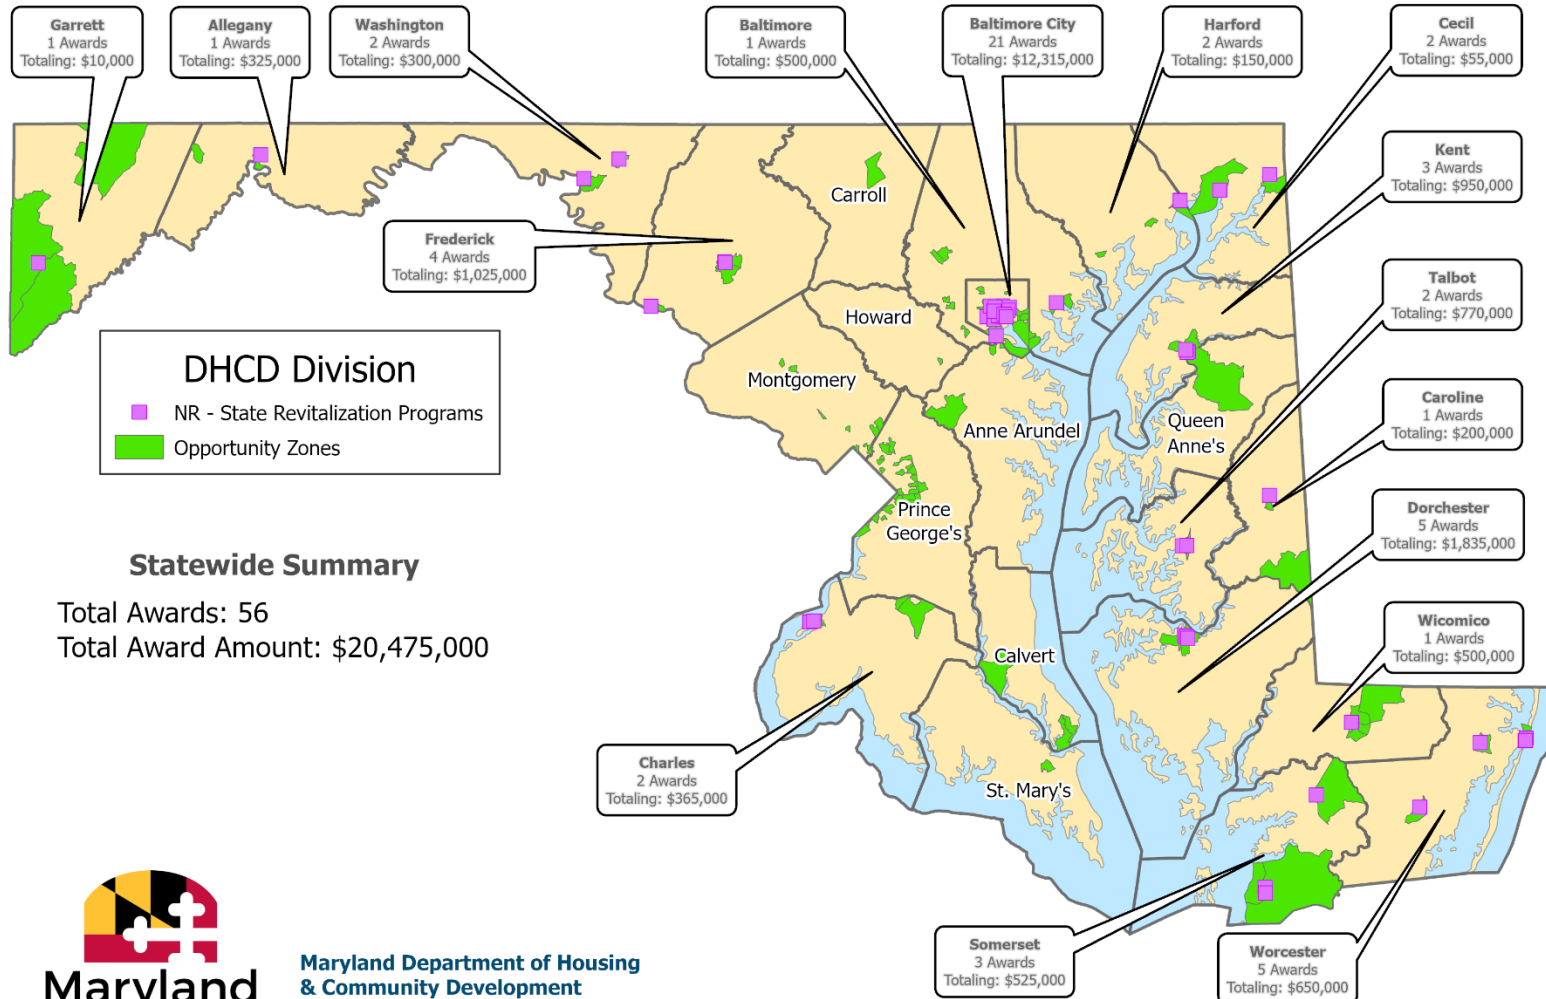 Garrett
1 Awards
Totaling: $10,000
Allegany
1 Awards
Totaling: $325,000
Washington
2 Awards
Totaling: $300,000
Baltimore
1 Awards
Totaling: $500,000
Baltimore City
21 Awards
Totaling: $12,315,000
Harford
2 Awards
Totaling: $150,000
Cecil
2 Awards
Totaling: $55,000
Kent
3 Awards
Totaling: $950,000
Carroll
Frederick
4 Awards
Totaling: $1,025,000
Talbot
2 Awards
Totaling: $770,000
Howard
DHCD Division
NR - State Revitalization Programs
Opportunity Zones
Montgomery
Anne Arundel
Queen
Anne's
Caroline
1 Awards
Totaling: $200,000
Prince
George's
Dorchester
5 Awards
Totaling: $1,835,000
Statewide Summary
Total Awards: 56
Total Award Amount: $20,475,000
Wicomico
1 Awards
Totaling: $500,000
Calvert
Charles
2 Awards
Totaling: $365,000
St. Mary's
Somerset
3 Awards
Totaling: $525,000
Worcester
5 Awards
Totaling: $650,000
Maryland
Maryland Department of Housing
& Community Development